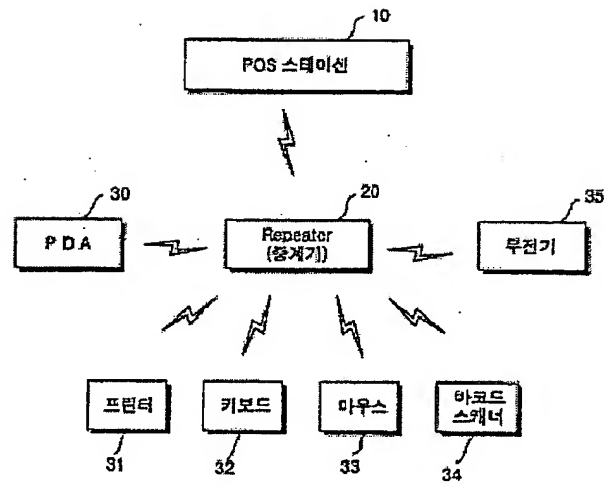 10
POS 스테이션
30
20
35
P D A
Repeater
(중계기)
무전기
프린터
키보드
마우스
바코드
스캐너
31
32
33
34